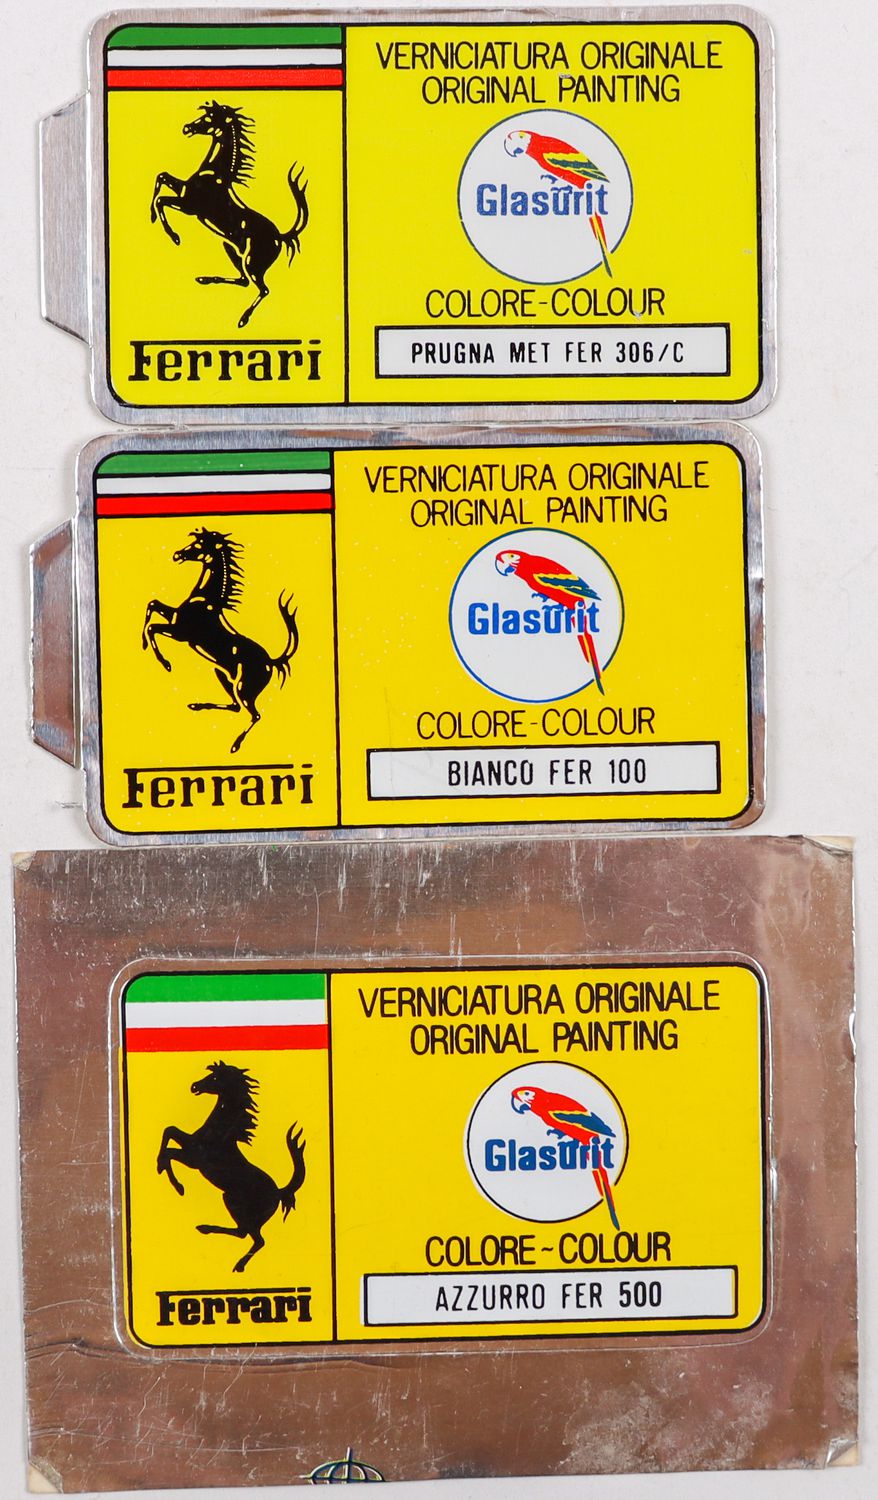 VERNICIATURA ORIGINALE
ORIGINAL PAINTING
Glasurit
COLORE-COLOUR
PRUGNA MET FER 306/C
Ferrari
VERNICIATURA ORIGINALE
ORIGINAL PAINTING
Glasurit
COLORE-COLOUR
BIANCO FER 100
Ferrari
VERNICIATURA ORIGINALE
ORIGINAL PAINTING
Glasurit
COLORE~COLOUR
AZZURRO FER 500
Ferrari